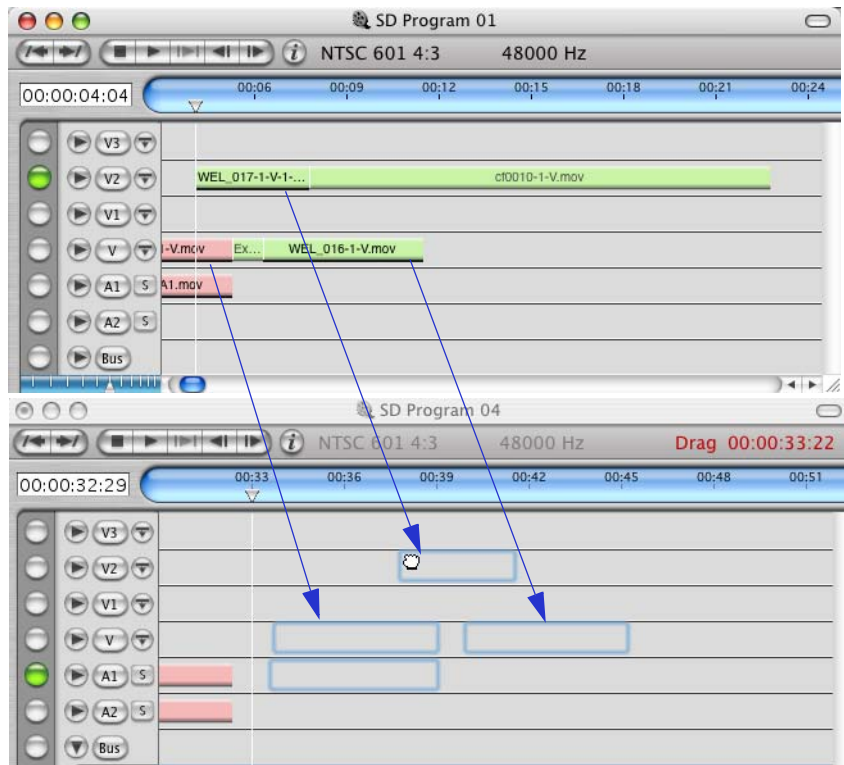 SD Program 01
i NTSC 601 4:3 48000 Hz
00:00:04:04 00:06 00:09 00:12 00:15 00:18 00:21 00:24
V3
V2 WEL_017-1-V-1-... cf0010-1-V.mov
V1
V -V.mov Ex... WEL_016-1-V.mov
A1 S A1.mov
A2 S
Bus
SD Program 04
i NTSC 601 4:3 48000 Hz Drag 00:00:33:22
00:00:32:29 00:33 00:36 00:39 00:42 00:45 00:48 00:51
V3
V2
V1
V
A1 S
A2 S
Bus